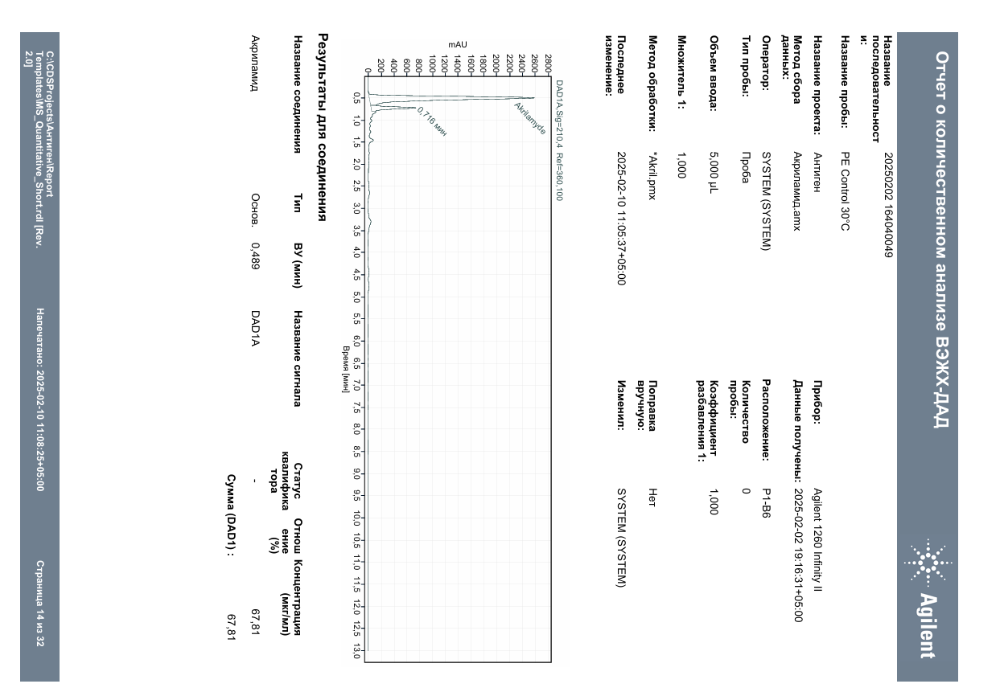 Отчет о количественном анализе ВЭЖХ-ДАД
Agilent
Название последовательност и: 20250202 164040049
Название пробы: PE Control 30°C
Название проекта: Антиген Прибор: Agilent 1260 Infinity II
Метод сбора данных: Акриламид.amx Данные получены: 2025-02-02 19:16:31+05:00
Оператор: SYSTEM (SYSTEM) Расположение: P1-B6
Тип пробы: Проба Количество пробы: 0
Объем ввода: 5,000 µL Коэффициент разбавления 1: 1,000
Множитель 1: 1,000
Метод обработки: *Akril.pmx Поправка вручную: Нет
Последнее изменение: 2025-02-10 11:05:37+05:00 Изменил: SYSTEM (SYSTEM)
DAD1A,Sig=210,4 Ref=360,100
mAU
2800
2600
2400
2200
2000
1800
1600
1400
1200
1000
800
600
400
200
0
Akrilamyde
0,716 мин
0,5 1,0 1,5 2,0 2,5 3,0 3,5 4,0 4,5 5,0 5,5 6,0 6,5 7,0 7,5 8,0 8,5 9,0 9,5 10,0 10,5 11,0 11,5 12,0 12,5 13,0
Время [мин]
Результаты для соединения
Название соединения Тип ВУ (мин) Название сигнала Статус квалифика тора Отнош ение (%) Концентрация (мкг/мл)
Акриламид Основ. 0,489 DAD1A - 67,81
Сумма (DAD1) : 67,81
C:\CDSProjects\Антиген\Report
Templates\MS_Quantitative_Short.rdl [Rev.
2.0]
Напечатано: 2025-02-10 11:08:25+05:00
Страница 14 из 32